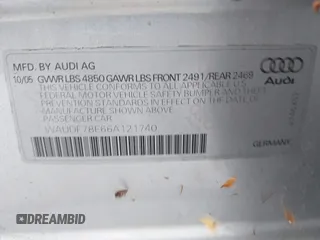 MFD. BY AUDI AG
10/05 GVWR LBS 4850 GAWR LBS FRONT 2491/REAR 2469
THIS VEHICLE CONFORMS TO ALL APPLICABLE U.S.
FEDERAL MOTOR VEHICLE SAFETY BUMPER AND THEFT
PREVENTION STANDARDS IN EFFECT ON THE DATE OF
MANUFACTURE SHOWN ABOVE.
PASSENGER CAR
WAUDF78E66A121740
Audi
GERMANY
DREAMBID